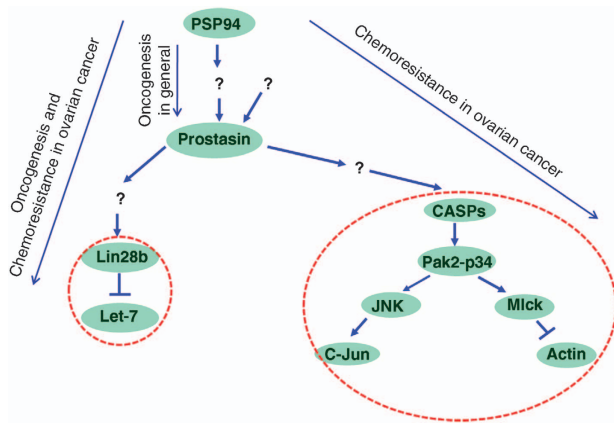 PSP94
Oncogenesis
in general
?
?
?
Prostasin
Oncogenesis and
Chemoresistance in ovarian cancer
Chemoresistance in ovarian cancer
?
?
Lin28b
Let-7
CASPs
Pak2-p34
JNK
Mlck
C-Jun
Actin